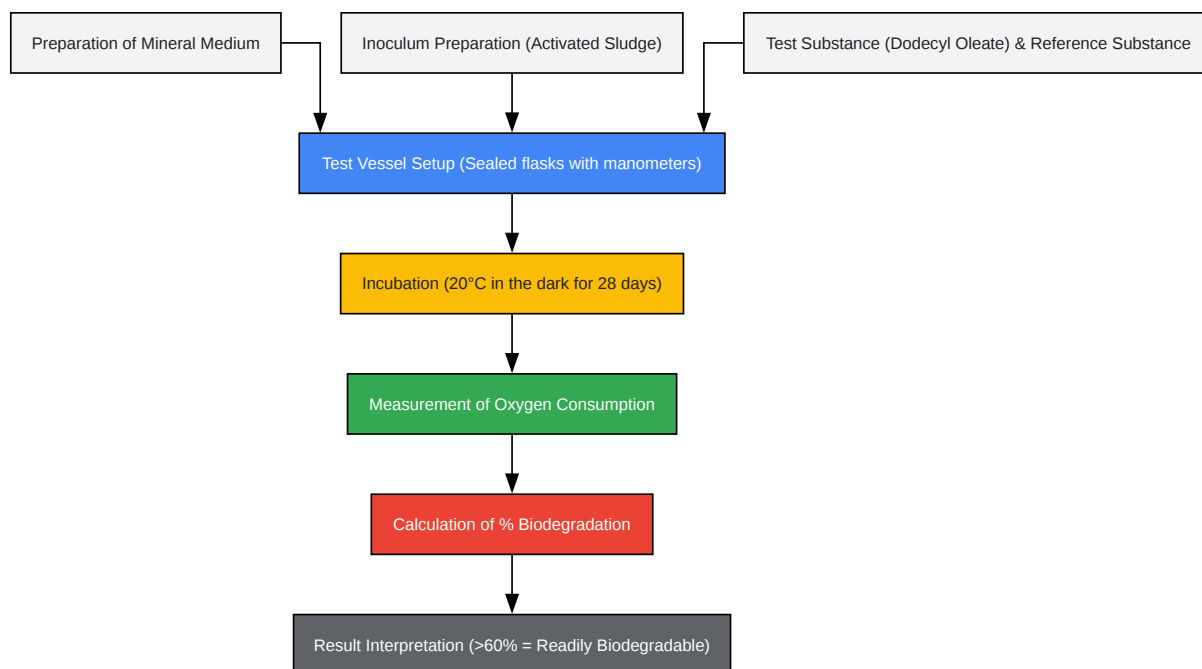 Preparation of Mineral Medium
Inoculum Preparation (Activated Sludge)
Test Substance (Dodecyl Oleate) & Reference Substance
Test Vessel Setup (Sealed flasks with manometers)
Incubation (20°C in the dark for 28 days)
Measurement of Oxygen Consumption
Calculation of % Biodegradation
Result Interpretation (>60% = Readily Biodegradable)